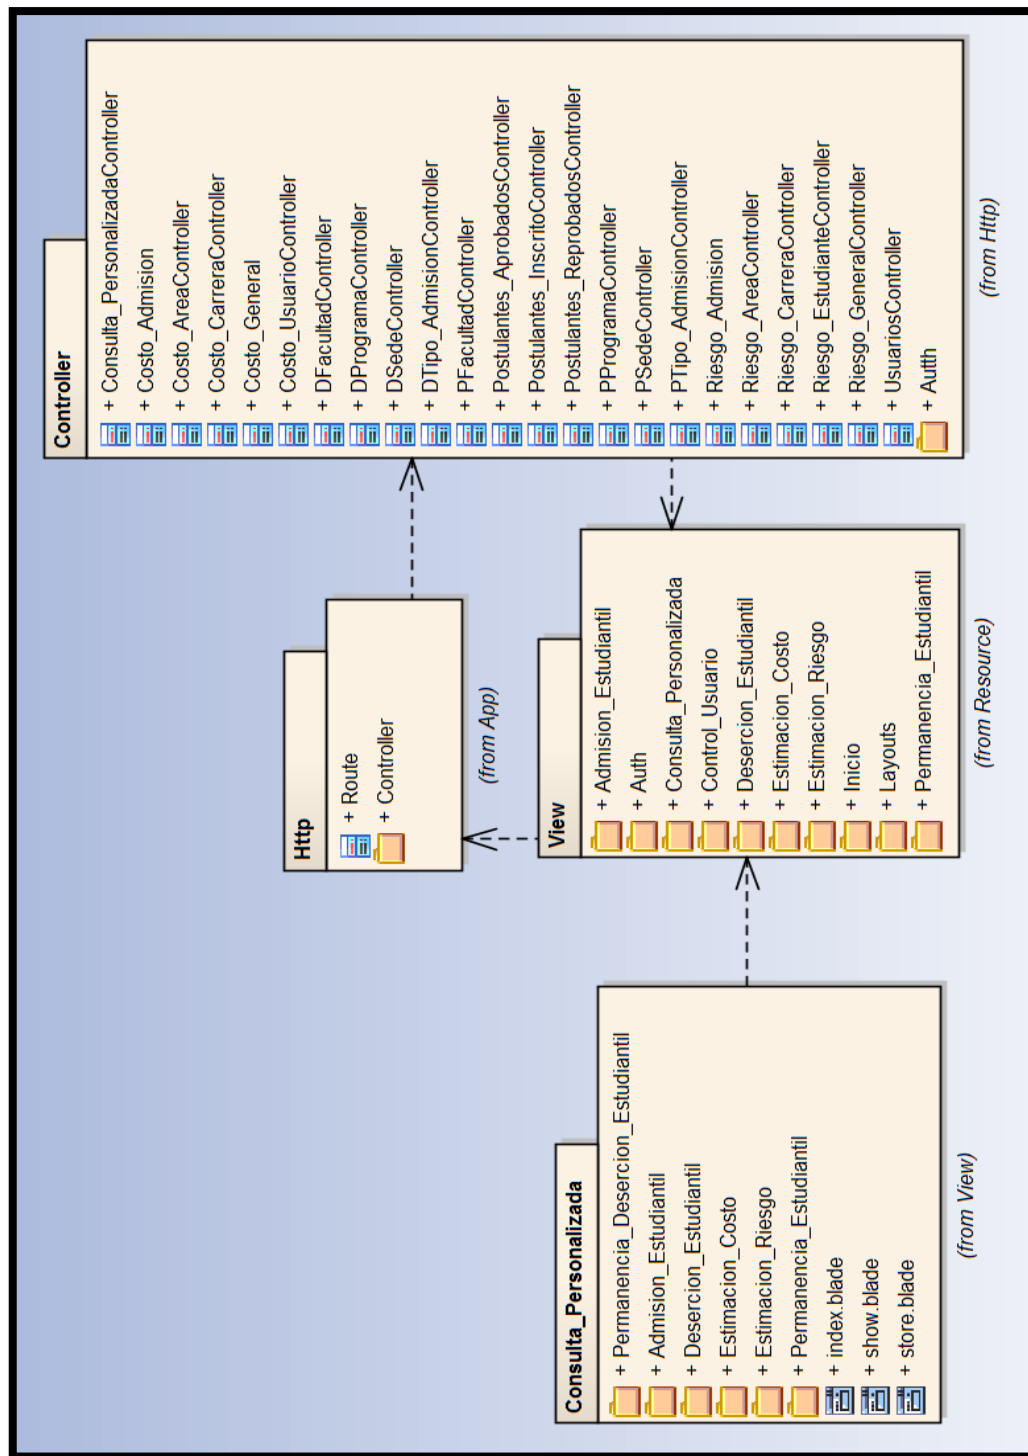 Controller
+ Consulta_PersonalizadaController
+ Costo_Admision
+ Costo_AreaController
+ Costo_CarreraController
+ Costo_General
+ Costo_UsuarioController
+ DFacultadController
+ DProgramaController
+ DSedeController
+ DTipo_AdmisionController
+ PFacultadController
+ Postulantes_AprobadosController
+ Postulantes_InscritoController
+ Postulantes_ReprobadosController
+ PProgramaController
+ PSedeController
+ PTipo_AdmisionController
+ Riesgo_Admision
+ Riesgo_AreaController
+ Riesgo_CarreraController
+ Riesgo_EstudianteController
+ Riesgo_GeneralController
+ UsuariosController
+ Autth
(from Http)
Http
+ Route
+ Controller
(from App)
View
+ Admision_Estudiantil
+ Auth
+ Consulta_Personalizada
+ Control_Usuario
+ Desercion_Estudiantil
+ Estimacion_Costo
+ Estimacion_Riesgo
+ Inicio
+ Layouts
+ Permanencia_Estudiantil
(from Resource)
Consulta_Personalizada
+ Permanencia_Desercion_Estudiantil
+ Admision_Estudiantil
+ Desercion_Estudiantil
+ Estimacion_Costo
+ Estimacion_Riesgo
+ Permanencia_Estudiantil
+ index.blade
+ show.blade
+ store.blade
(from View)